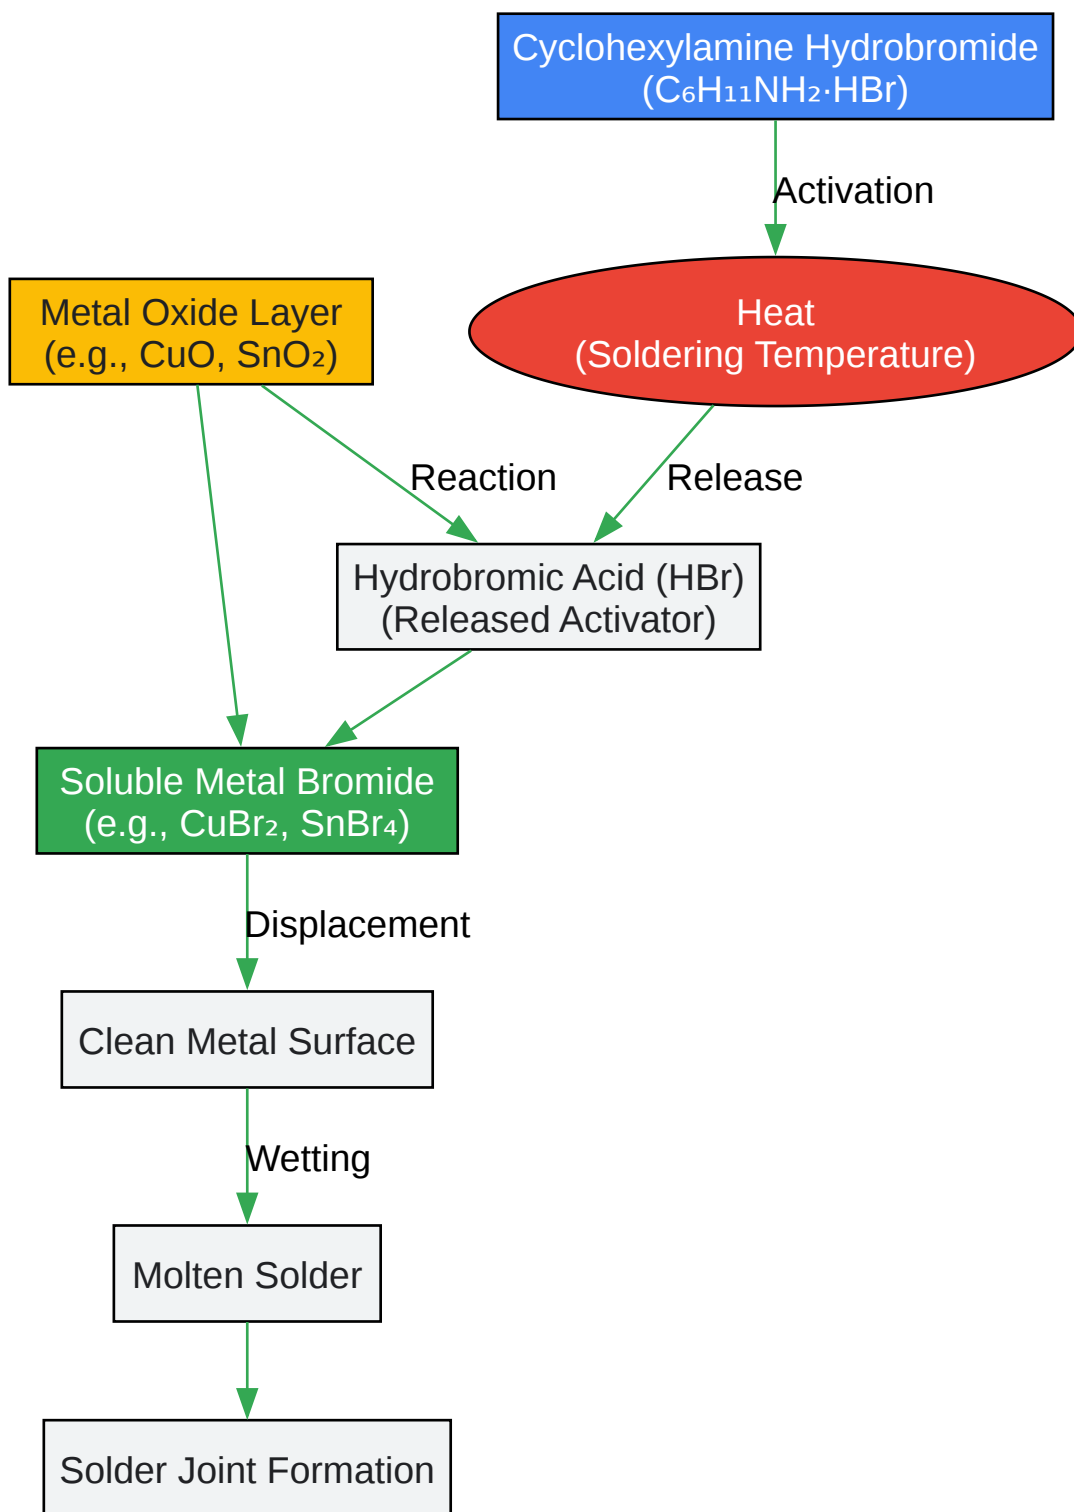 Cyclohexylamine Hydrobromide
(C₆H₁₁NH₂·HBr)
Activation
Metal Oxide Layer
(e.g., CuO, SnO₂)
Heat
(Soldering Temperature)
Reaction
Release
Hydrobromic Acid (HBr)
(Released Activator)
Soluble Metal Bromide
(e.g., CuBr₂, SnBr₄)
Displacement
Clean Metal Surface
Wetting
Molten Solder
Solder Joint Formation